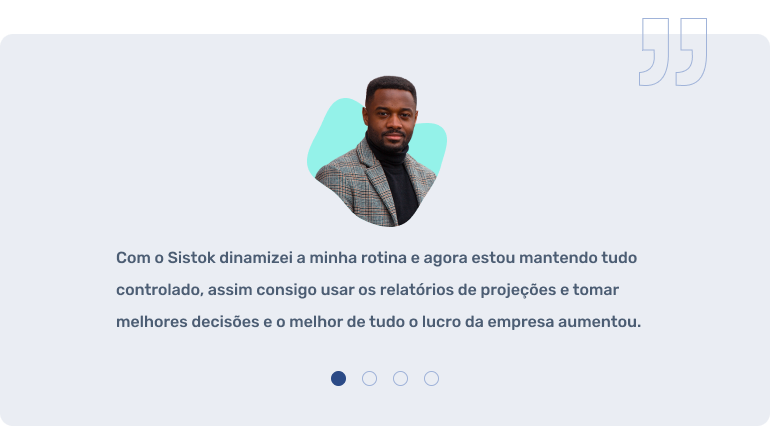 Com o Sistok dinamizei a minha rotina e agora estou mantendo tudo
controlado, assim consigo usar os relatórios de projeções e tomar
melhores decisões e o melhor de tudo o lucro da empresa aumentou.